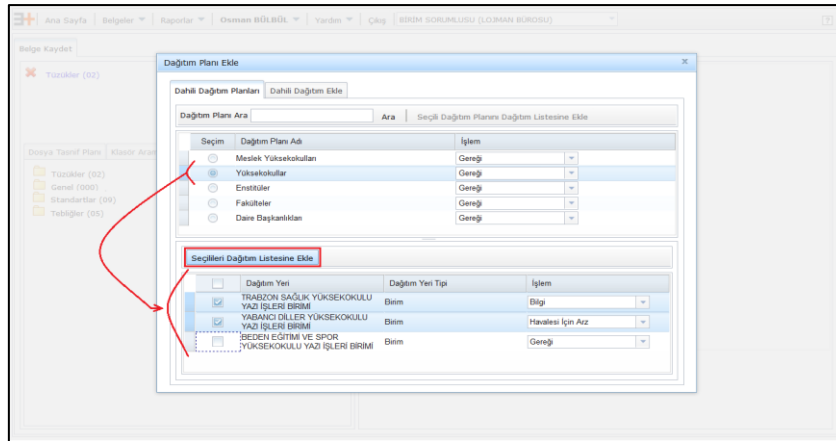 Ana Sayfa Belgeler Raporlar Osman BÜLBÜL Yardım Çıkış BİRİM SORUMLUSU (LOJMAN BÜROSU)
Belge Kaydet
Tüzükler (02)
Dosya Tasnif Planı Klasör Aram
Tüzükler (02)
Genel (000)
Standartlar (09)
Tebliğler (05)
Dağıtım Planı Ekle
Dahili Dağıtım Planları Dahili Dağıtım Ekle
Dağıtım Planı Ara Ara Seçili Dağıtım Planını Dağıtım Listesine Ekle
Seçim Dağıtım Planı Adı İşlem
Meslek Yüksekokulları Gereği
Yüksekokullar Gereği
Enstitüler Gereği
Fakülteler Gereği
Daire Başkanlıkları Gereği
Seçilileri Dağıtım Listesine Ekle
Dağıtım Yeri Dağıtım Yeri Tipi İşlem
TRABZON SAĞLIK YÜKSEKOKULU
YAZI İŞLERİ BİRİMİ Birim Bilgi
YABANCI DİLLER YÜKSEKOKULU
YAZI İŞLERİ BİRİMİ Birim Havalesi İçin Arz
BEDEN EĞİTİMİ VE SPOR
YÜKSEKOKULU YAZI İŞLERİ BİRİMİ Birim Gereği